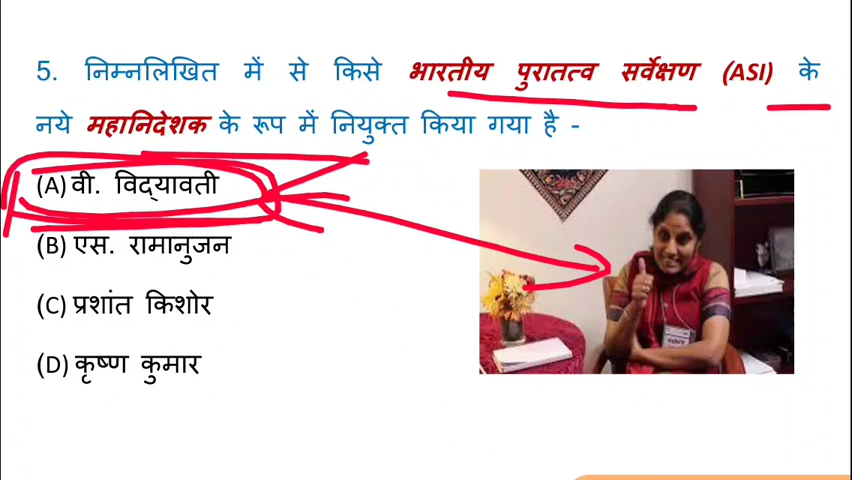 5. निम्नलिखित में से किसे भारतीय पुरातत्व सर्वेक्षण (ASI) के
नये महानिदेशक के रूप में नियुक्त किया गया है -
(A) वी. विद्‌यावती
(B) एस. रामानुजन
(C) प्रशांत किशोर
(D) कृष्ण कुमार